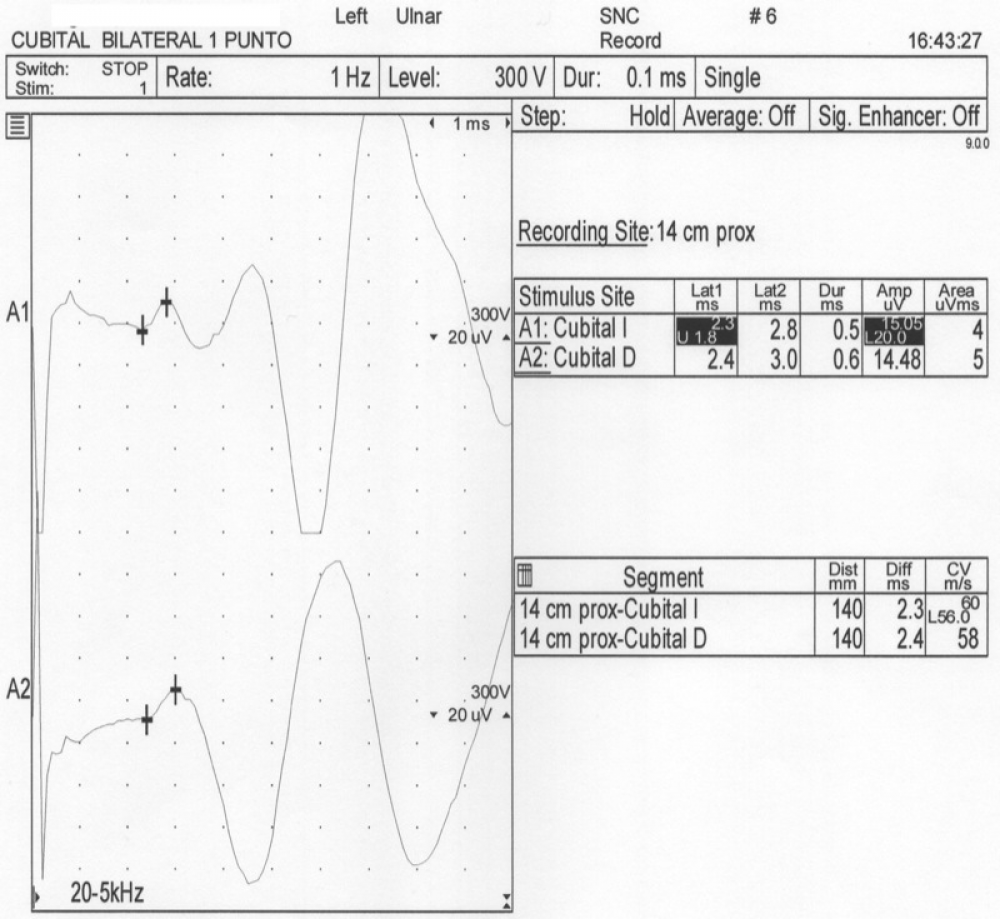 Left Ulnar SNC # 6
CUBITÁL BILATERAL 1 PUNTO Record 16:43:27
Switch: STOP Rate: 1 Hz Level: 300 V Dur: 0.1 ms Single
Stim: 1
Step: Hold Average: Off Sig. Enhancer: Off
9.0.0
1 ms
Recording Site: 14 cm prox
Stimulus Site Lat1 ms Lat2 ms Dur ms Amp uV Area uVms
A1: Cubital I 2.3 U 1.8 2.8 0.5 15.05 L20.0 4
A2: Cubital D 2.4 3.0 0.6 14.48 5
A1
300V
20 uV
Segment Dist mm Diff ms CV m/s
14 cm prox-Cubital I 140 2.3 60 L56.0
14 cm prox-Cubital D 140 2.4 58
A2
300V
20 uV
20-5kHz